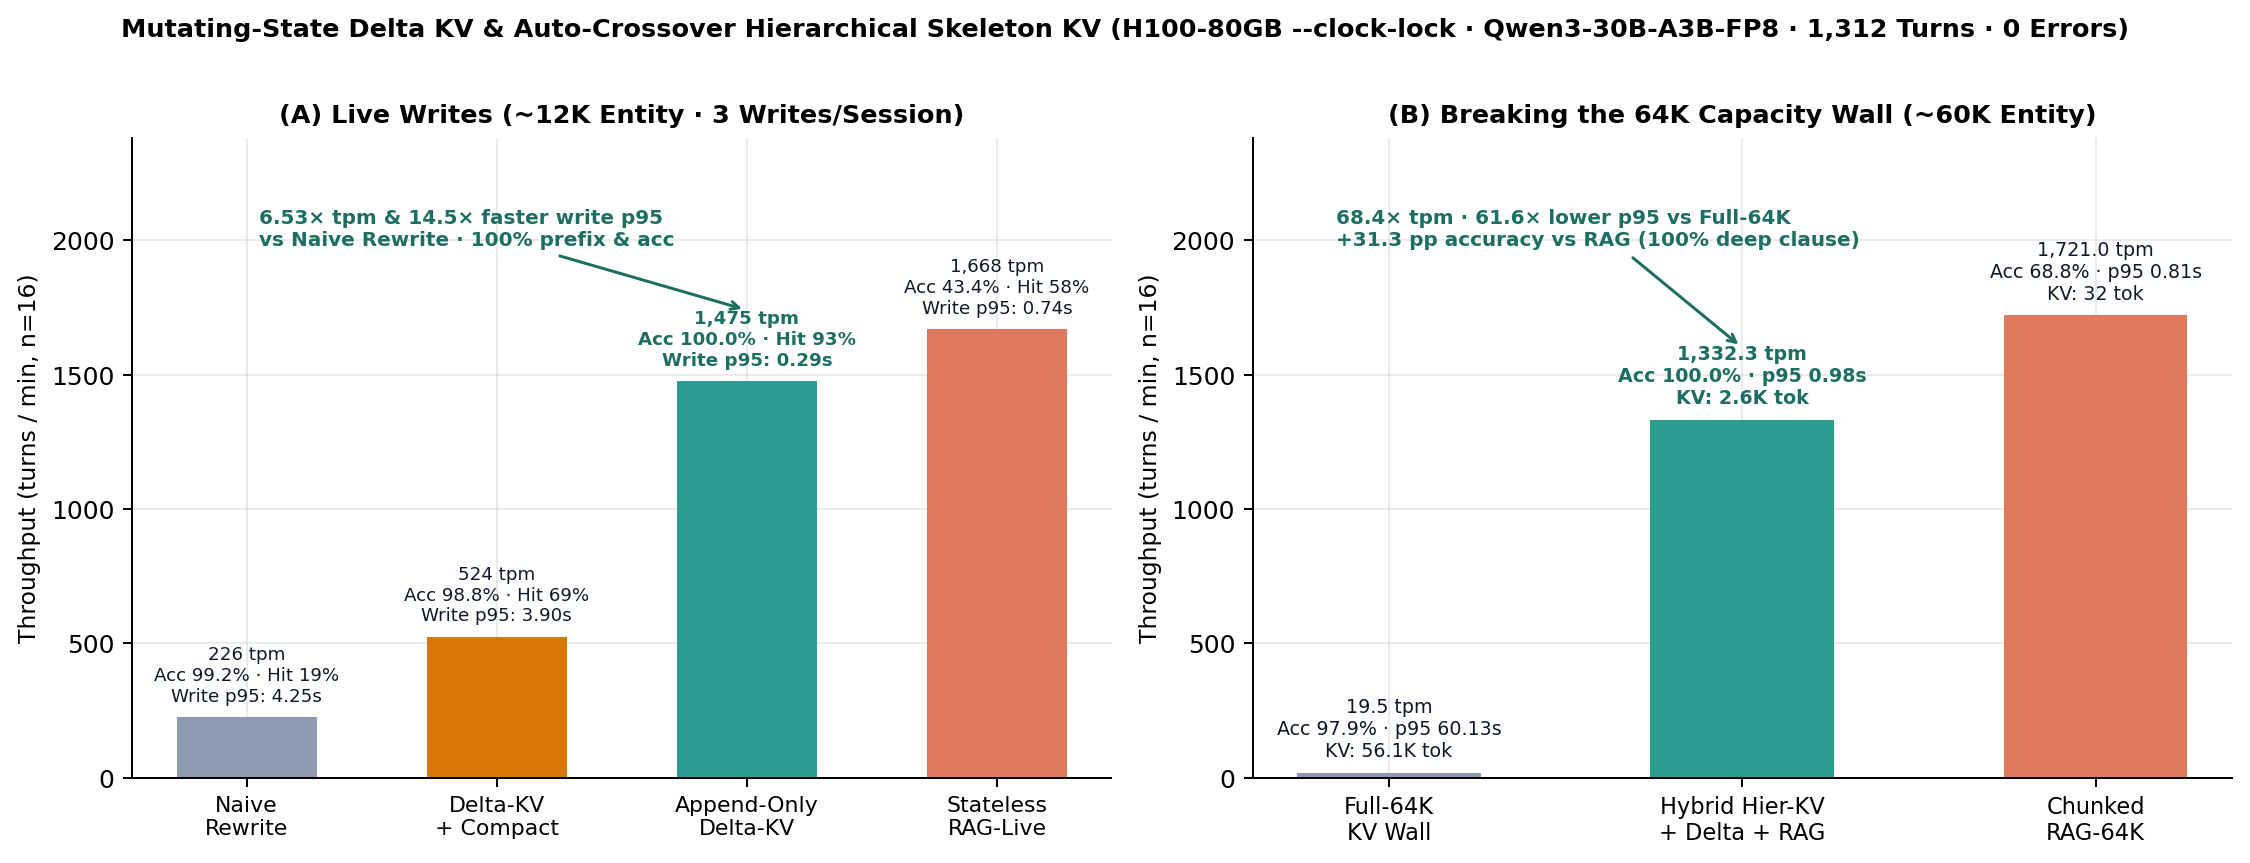 Mutating-State Delta KV & Auto-Crossover Hierarchical Skeleton KV (H100-80GB --clock-lock · Qwen3-30B-A3B-FP8 · 1,312 Turns · 0 Errors)
(A) Live Writes (~12K Entity · 3 Writes/Session)
Throughput (turns / min, n=16)
2000
1500
1000
500
0
6.53× tpm & 14.5× faster write p95
vs Naive Rewrite · 100% prefix & acc
226 tpm
Acc 99.2% · Hit 19%
Write p95: 4.25s
524 tpm
Acc 98.8% · Hit 69%
Write p95: 3.90s
1,475 tpm
Acc 100.0% · Hit 93%
Write p95: 0.29s
1,668 tpm
Acc 43.4% · Hit 58%
Write p95: 0.74s
Naive
Rewrite
Delta-KV
+ Compact
Append-Only
Delta-KV
Stateless
RAG-Live
(B) Breaking the 64K Capacity Wall (~60K Entity)
Throughput (turns / min, n=16)
2000
1500
1000
500
0
68.4× tpm · 61.6× lower p95 vs Full-64K
+31.3 pp accuracy vs RAG (100% deep clause)
19.5 tpm
Acc 97.9% · p95 60.13s
KV: 56.1K tok
1,332.3 tpm
Acc 100.0% · p95 0.98s
KV: 2.6K tok
1,721.0 tpm
Acc 68.8% · p95 0.81s
KV: 32 tok
Full-64K
KV Wall
Hybrid Hier-KV
+ Delta + RAG
Chunked
RAG-64K